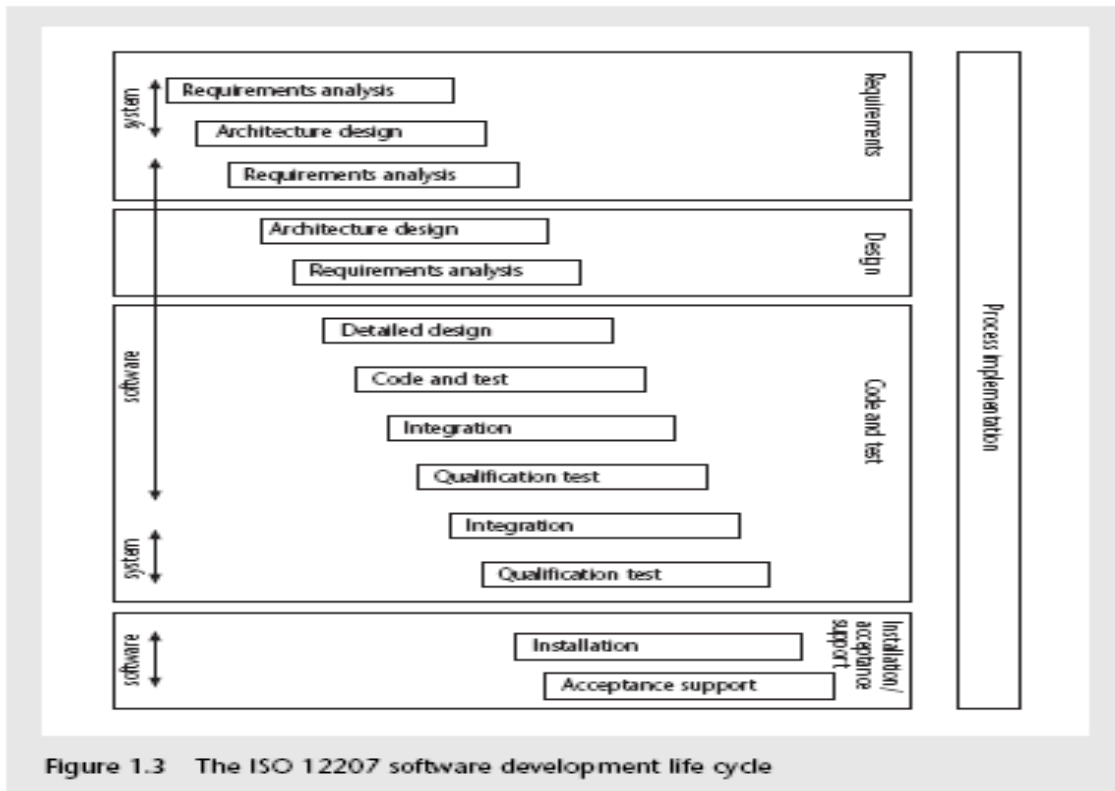 system
Requirements analysis
Architecture design
Requirements analysis
Requirements
Architecture design
Requirements analysis
Design
software
Detailed design
Code and test
Integration
Qualification test
Code and test
system
Integration
Qualification test
software
Installation
Acceptance support
Installation/
acceptance
support
Process implementation
Figure 1.3 The ISO 12207 software development life cycle